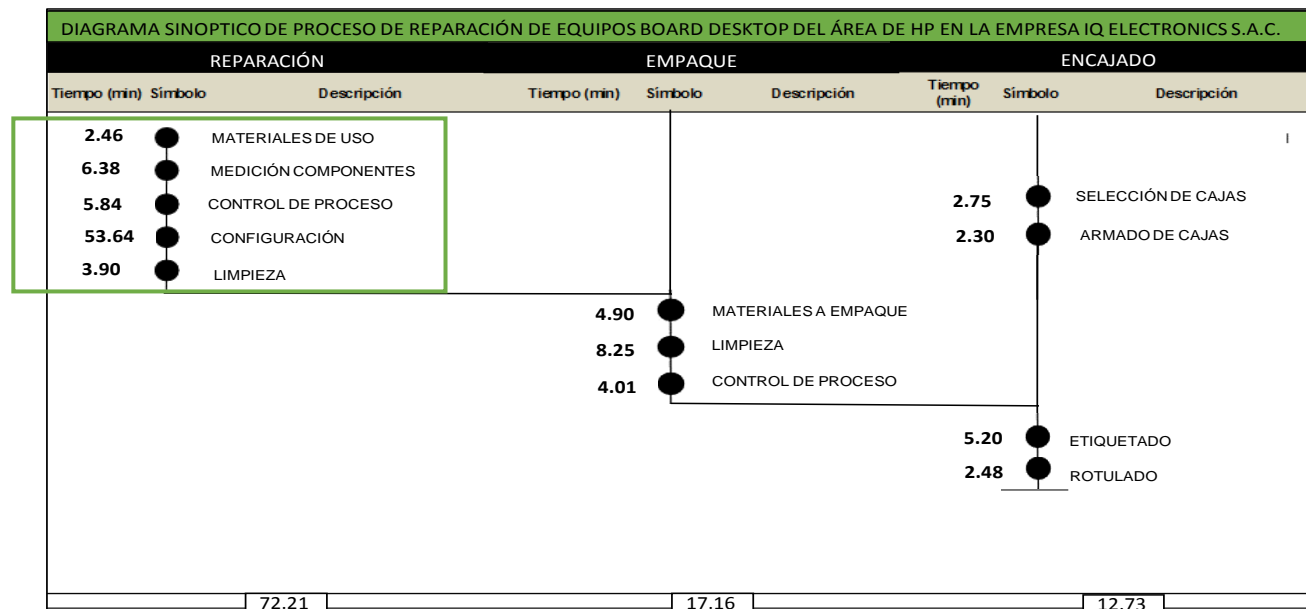 DIAGRAMA SINOPTICO DE PROCESO DE REPARACIÓN DE EQUIPOS BOARD DESKTOP DEL ÁREA DE HP EN LA EMPRESA IQ ELECTRONICS S.A.C.
REPARACIÓN EMPAQUE ENCAJADO
Tiempo (min) Símbolo Descripción Tiempo (min) Símbolo Descripción Tiempo (min) Símbolo Descripción
2.46 MATERIALES DE USO
6.38 MEDICIÓN COMPONENTES
5.84 CONTROL DE PROCESO
53.64 CONFIGURACIÓN
3.90 LIMPIEZA
4.90 MATERIALES A EMPAQUE
8.25 LIMPIEZA
4.01 CONTROL DE PROCESO
2.75 SELECCIÓN DE CAJAS
2.30 ARMADO DE CAJAS
5.20 ETIQUETADO
2.48 ROTULADO
72.21 17.16 12.73